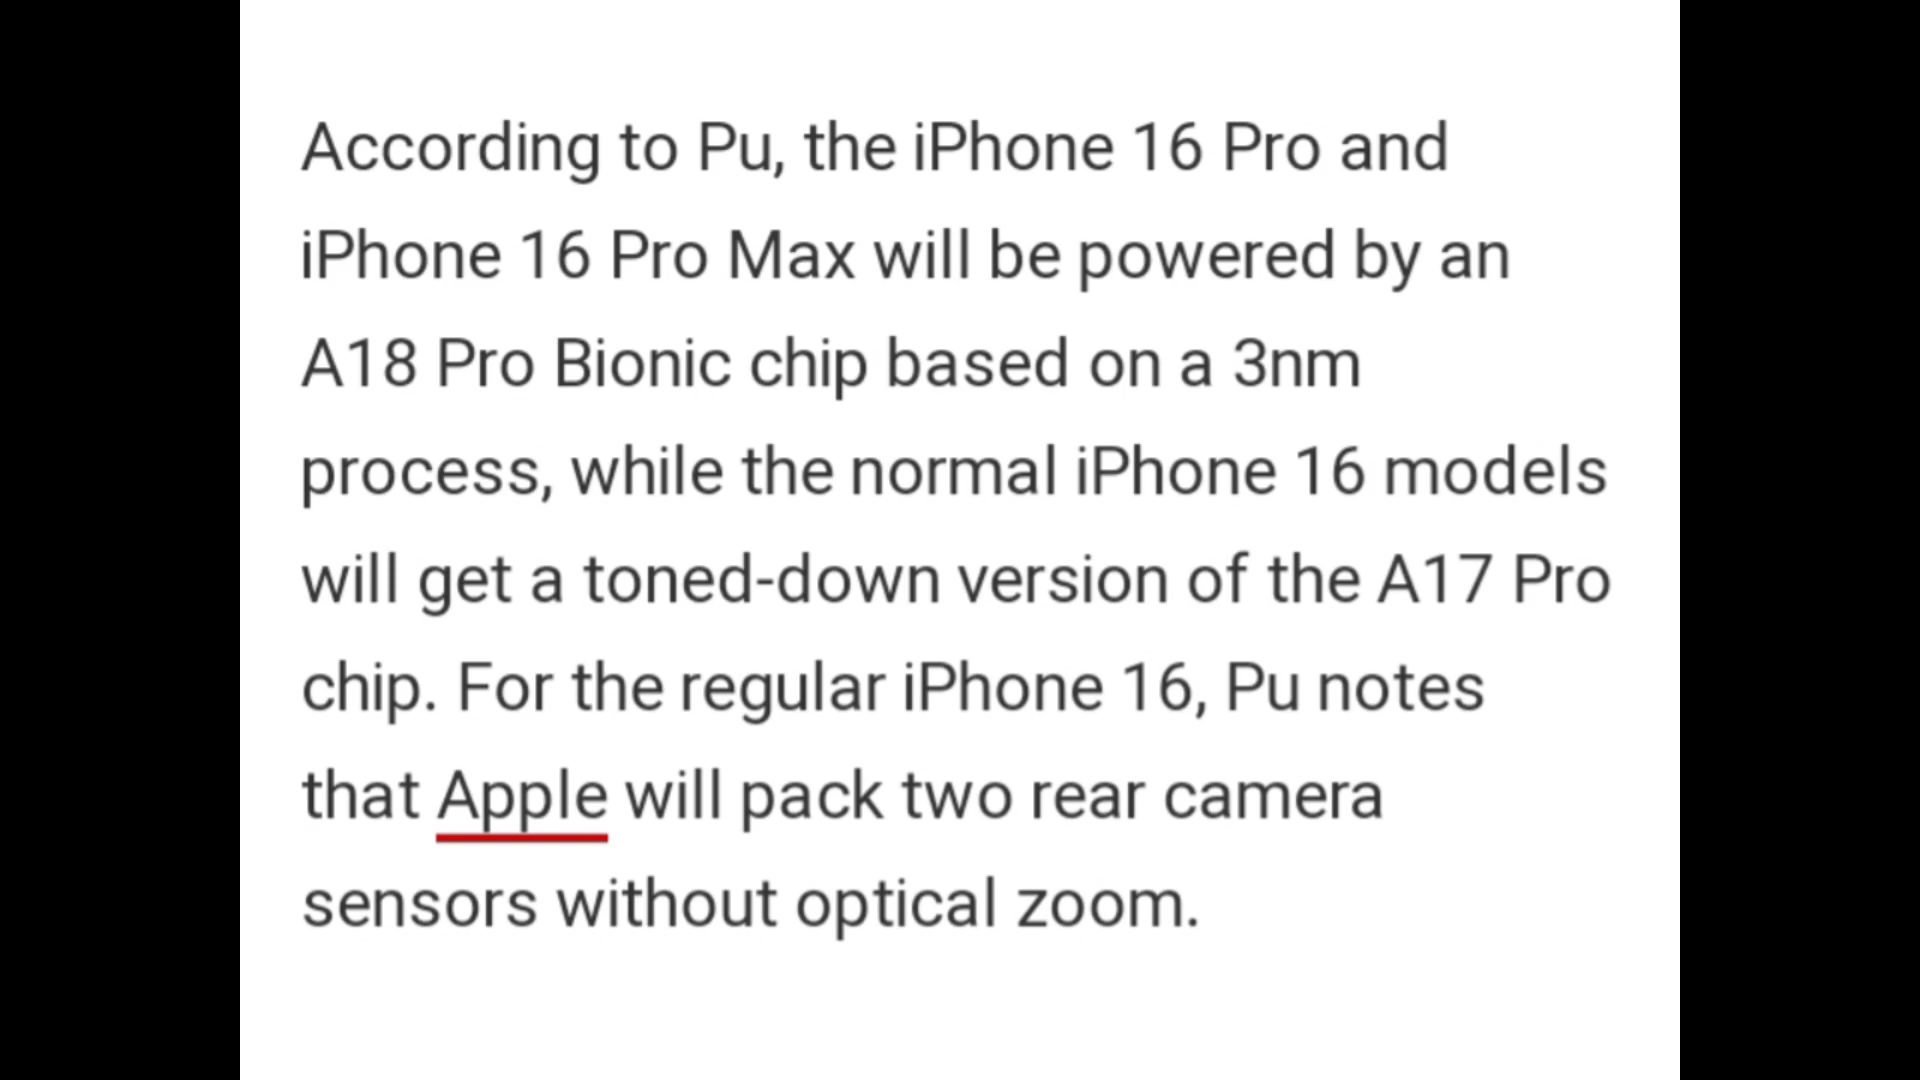 According to Pu, the iPhone 16 Pro and
iPhone 16 Pro Max will be powered by an
A18 Pro Bionic chip based on a 3nm
process, while the normal iPhone 16 models
will get a toned-down version of the A17 Pro
chip. For the regular iPhone 16, Pu notes
that Apple will pack two rear camera
sensors without optical zoom.